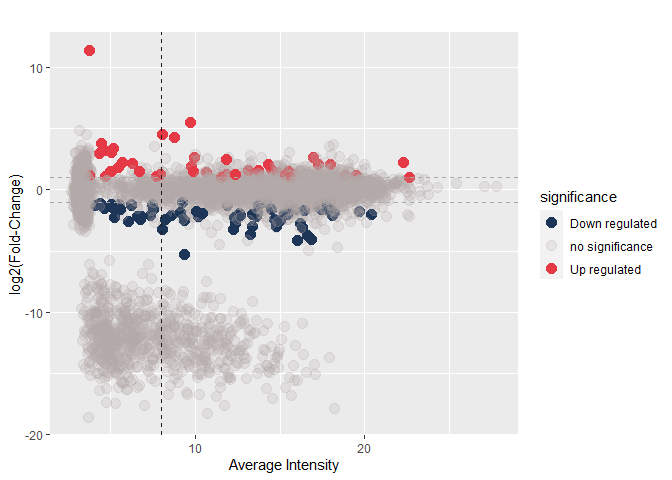 10
0
-10
-20
log2(Fold-Change)
10
20
Average Intensity
significance
Down regulated
no significance
Up regulated